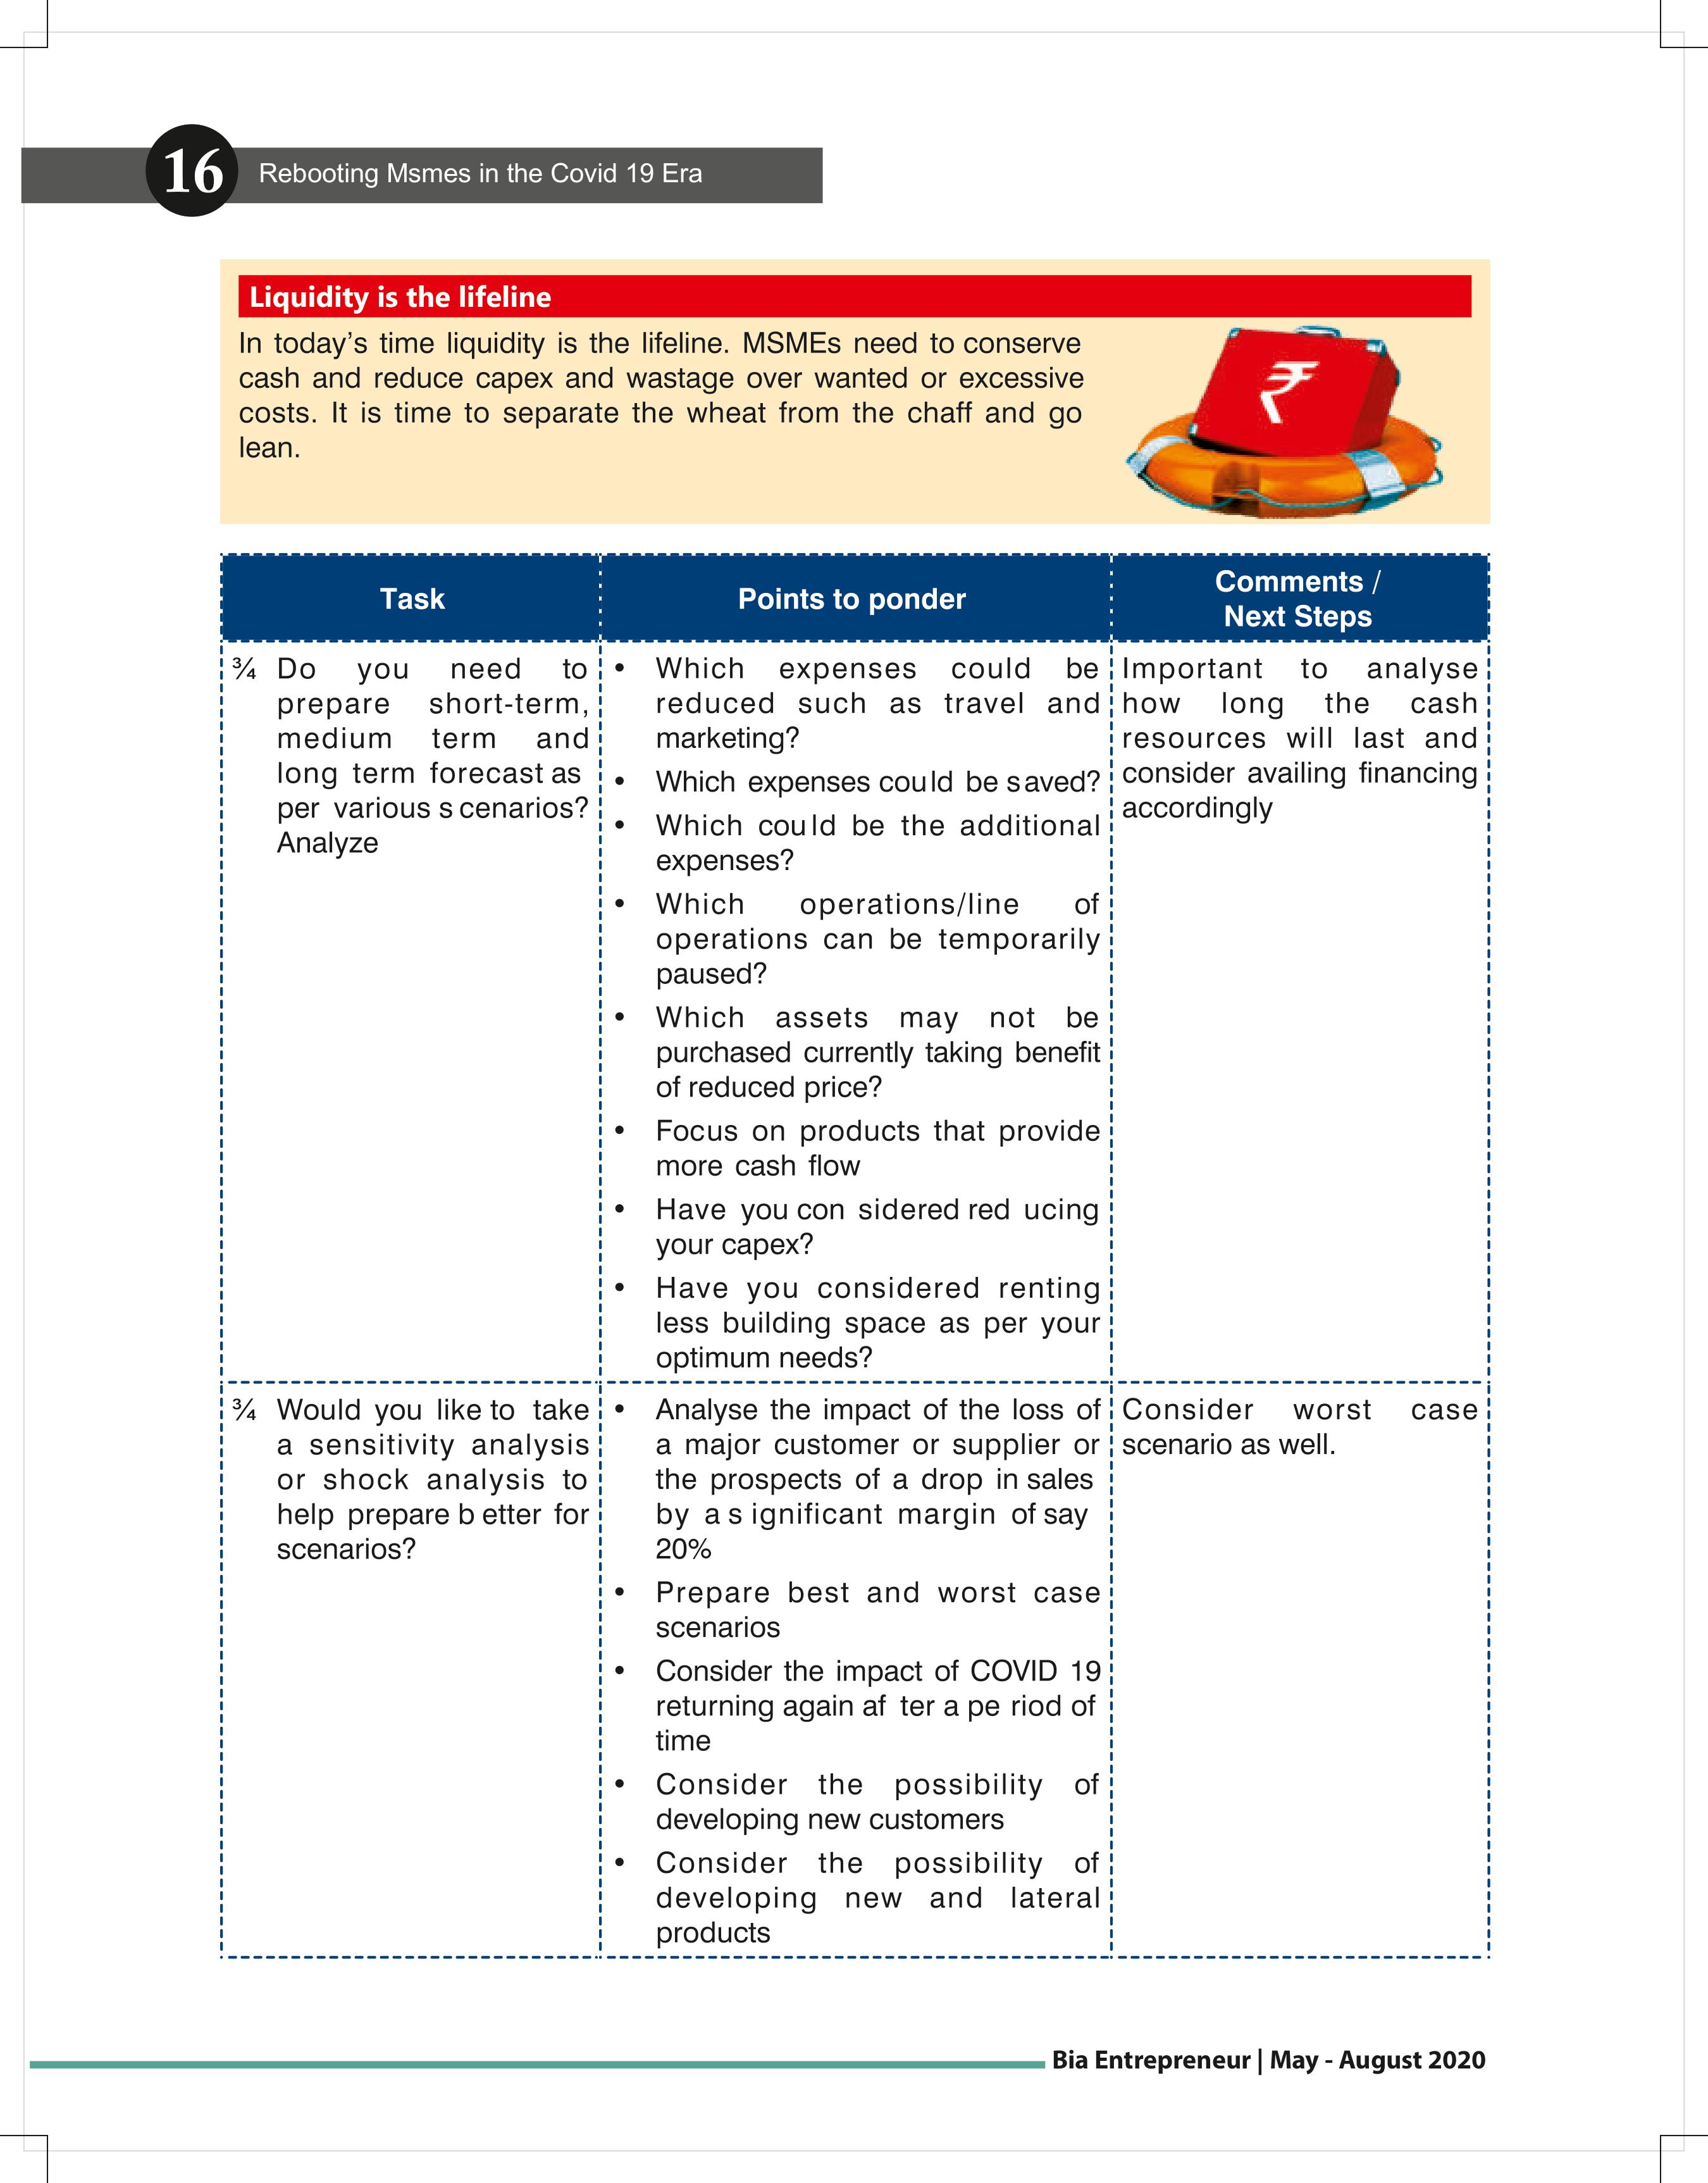 16
Rebooting Msmes in the Covid 19 Era
Liquidity is the lifeline
In today's time liquidity is the lifeline. MSMEs need to conserve
cash and reduce capex and wastage over wanted or excessive
costs. It is time to separate the wheat from the chaff and go
lean.
₹
Task
Points to ponder
Comments /
Next Steps
¾ Do you need to
prepare short-term,
medium term and
long term forecast as
per various s cenarios?
Analyze
• Which expenses could be
reduced such as travel and
marketing?
• Which expenses could be saved?
• Which could be the additional
expenses?
• Which operations/line of
operations can be temporarily
paused?
• Which assets may not be
purchased currently taking benefit
of reduced price?
• Focus on products that provide
more cash flow
• Have you con sidered red ucing
your capex?
• Have you considered renting
less building space as per your
optimum needs?
Important to analyse
how long the cash
resources will last and
consider availing financing
accordingly
¾ Would you like to take
a sensitivity analysis
or shock analysis to
help prepare b etter for
scenarios?
• Analyse the impact of the loss of
a major customer or supplier or
the prospects of a drop in sales
by a s ignificant margin of say
20%
• Prepare best and worst case
scenarios
• Consider the impact of COVID 19
returning again af ter a pe riod of
time
• Consider the possibility of
developing new customers
• Consider the possibility of
developing new and lateral
products
Consider worst case
scenario as well.
Bia Entrepreneur | May - August 2020